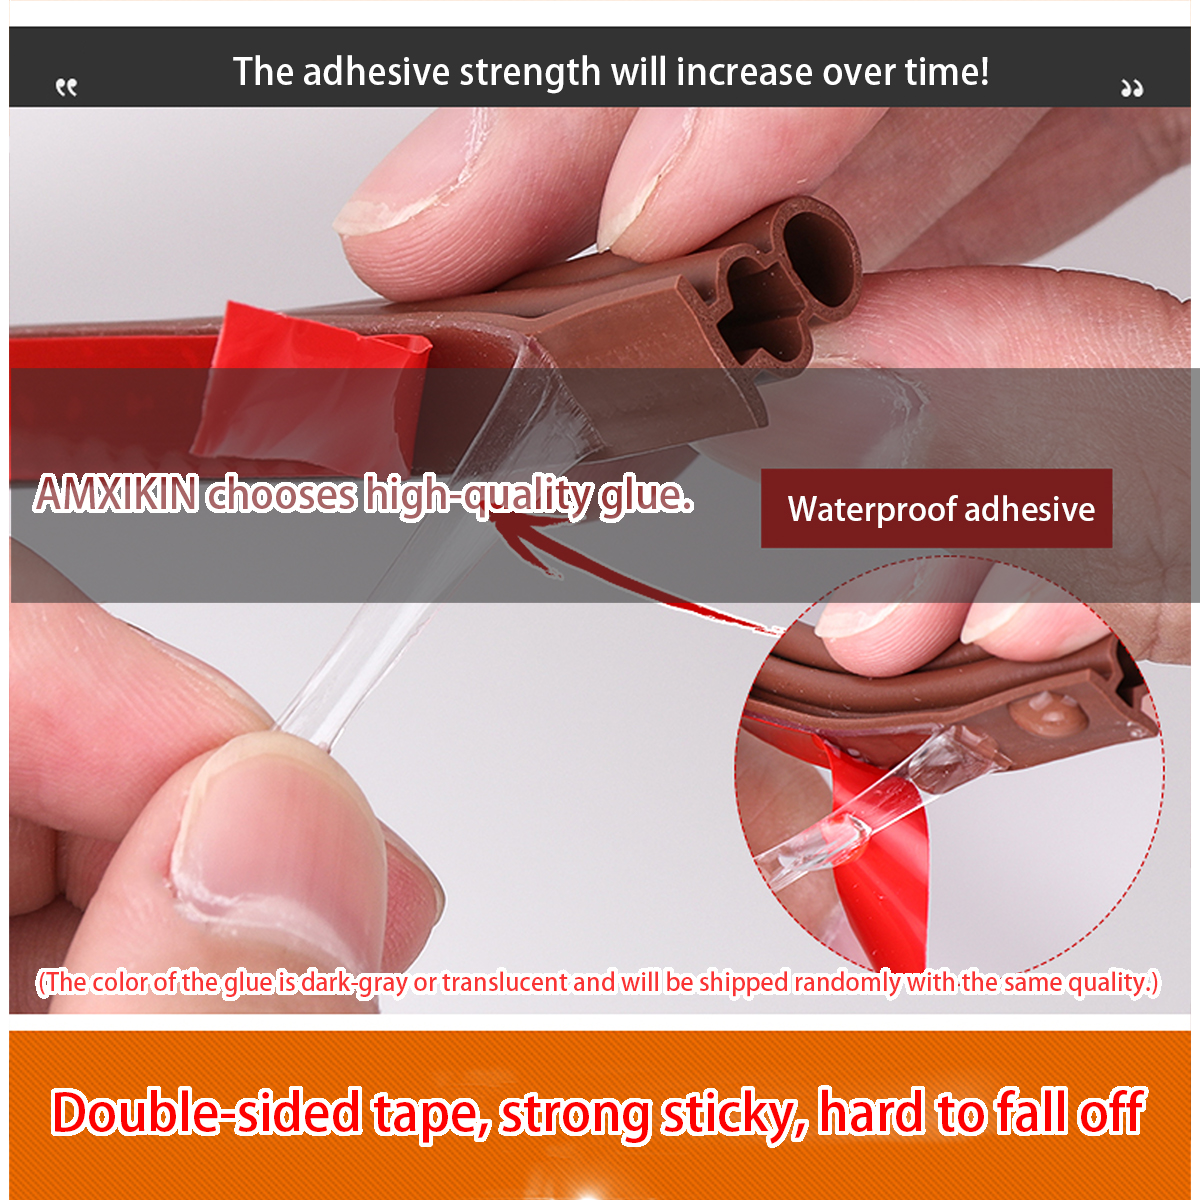 The adhesive strength will increase over time!
“ ”
AMXIKIN chooses high-quality glue.
Waterproof adhesive
(The color of the glue is dark-gray or translucent and will be shipped randomly with the same quality.)
Double-sided tape, strong sticky, hard to fall off